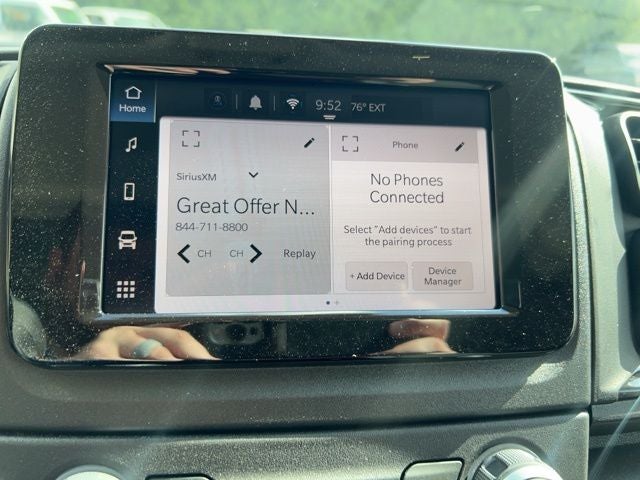 Home
9:52 76° EXT
SiriusXM
Great Offer N...
844-711-8800
CH CH Replay
Phone
No Phones
Connected
Select "Add devices" to start
the pairing process
+ Add Device
Device
Manager